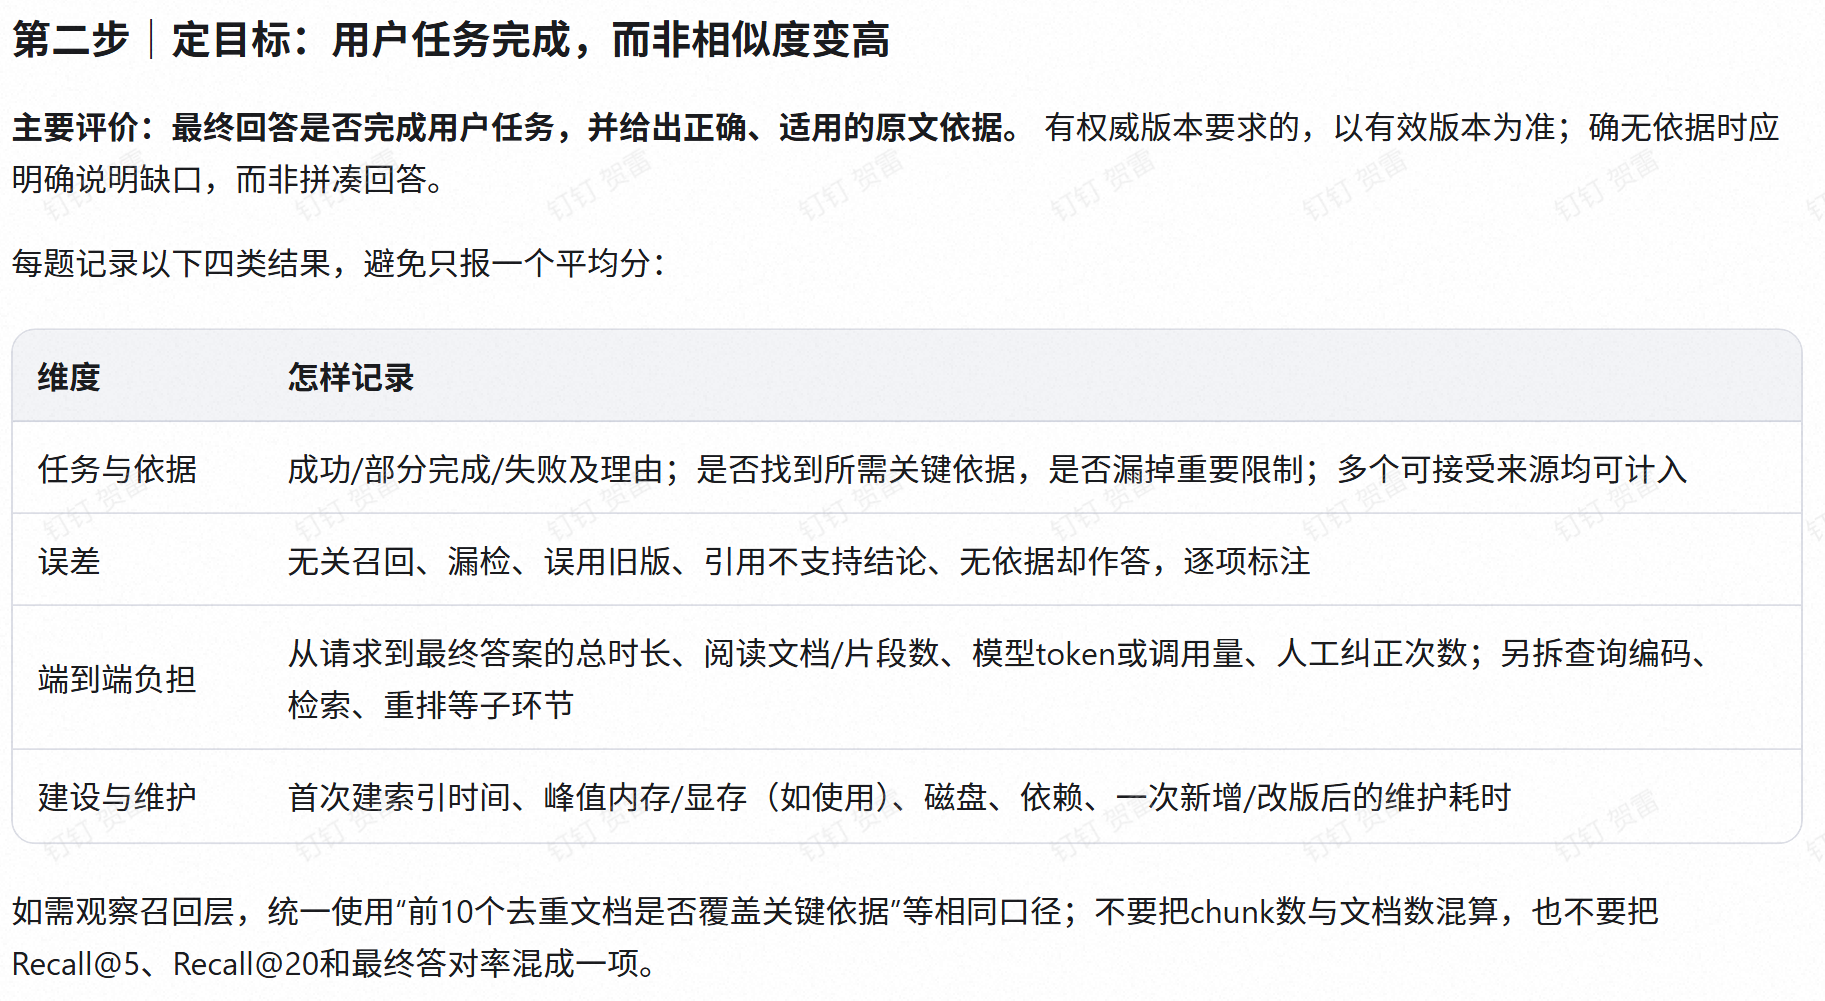 第二步｜定目标：用户任务完成，而非相似度变高
主要评价：最终回答是否完成用户任务，并给出正确、适用的原文依据。 有权威版本要求的，以有效版本为准；确无依据时应
明确说明缺口，而非拼凑回答。
每题记录以下四类结果，避免只报一个平均分：
维度 怎样记录
任务与依据 成功/部分完成/失败及理由；是否找到所需关键依据，是否漏掉重要限制；多个可接受来源均可计入
误差 无关召回、漏检、误用旧版、引用不支持结论、无依据却作答，逐项标注
端到端负担 从请求到最终答案的总时长、阅读文档/片段数、模型token或调用量、人工纠正次数；另拆查询编码、
检索、重排等子环节
建设与维护 首次建索引时间、峰值内存/显存（如使用）、磁盘、依赖、一次新增/改版后的维护耗时
如需观察召回层，统一使用“前10个去重文档是否覆盖关键依据”等相同口径；不要把chunk数与文档数混算，也不要把
Recall@5、Recall@20和最终答对率混成一项。
钉钉 贺雷